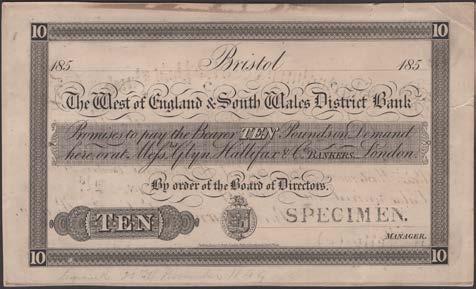 10 10
Bristol
185 185
The West of England & South Wales District Bank
Promises to pay the Bearer TEN Pounds on Demand
here or at Messrs Glyn Hallifax & Co. BANKERS London.
By order of the Board of Directors.
TEN
SPECIMEN.
MANAGER.
10 10